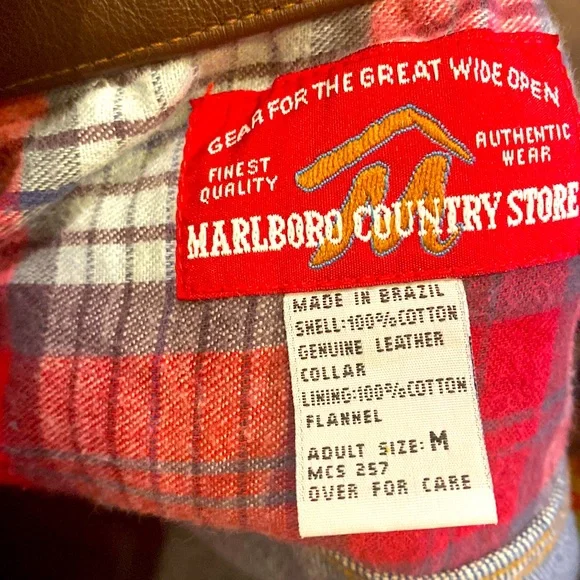 GEAR FOR THE GREAT WIDE OPEN
FINEST
QUALITY
AUTHENTIC
WEAR
M
MARLBORO COUNTRY STORE
MADE IN BRAZIL
SHELL:100%COTTON
GENUINE LEATHER
COLLAR
LINING:100%COTTON
FLANNEL
ADULT SIZE: M
MCS 257
OVER FOR CARE